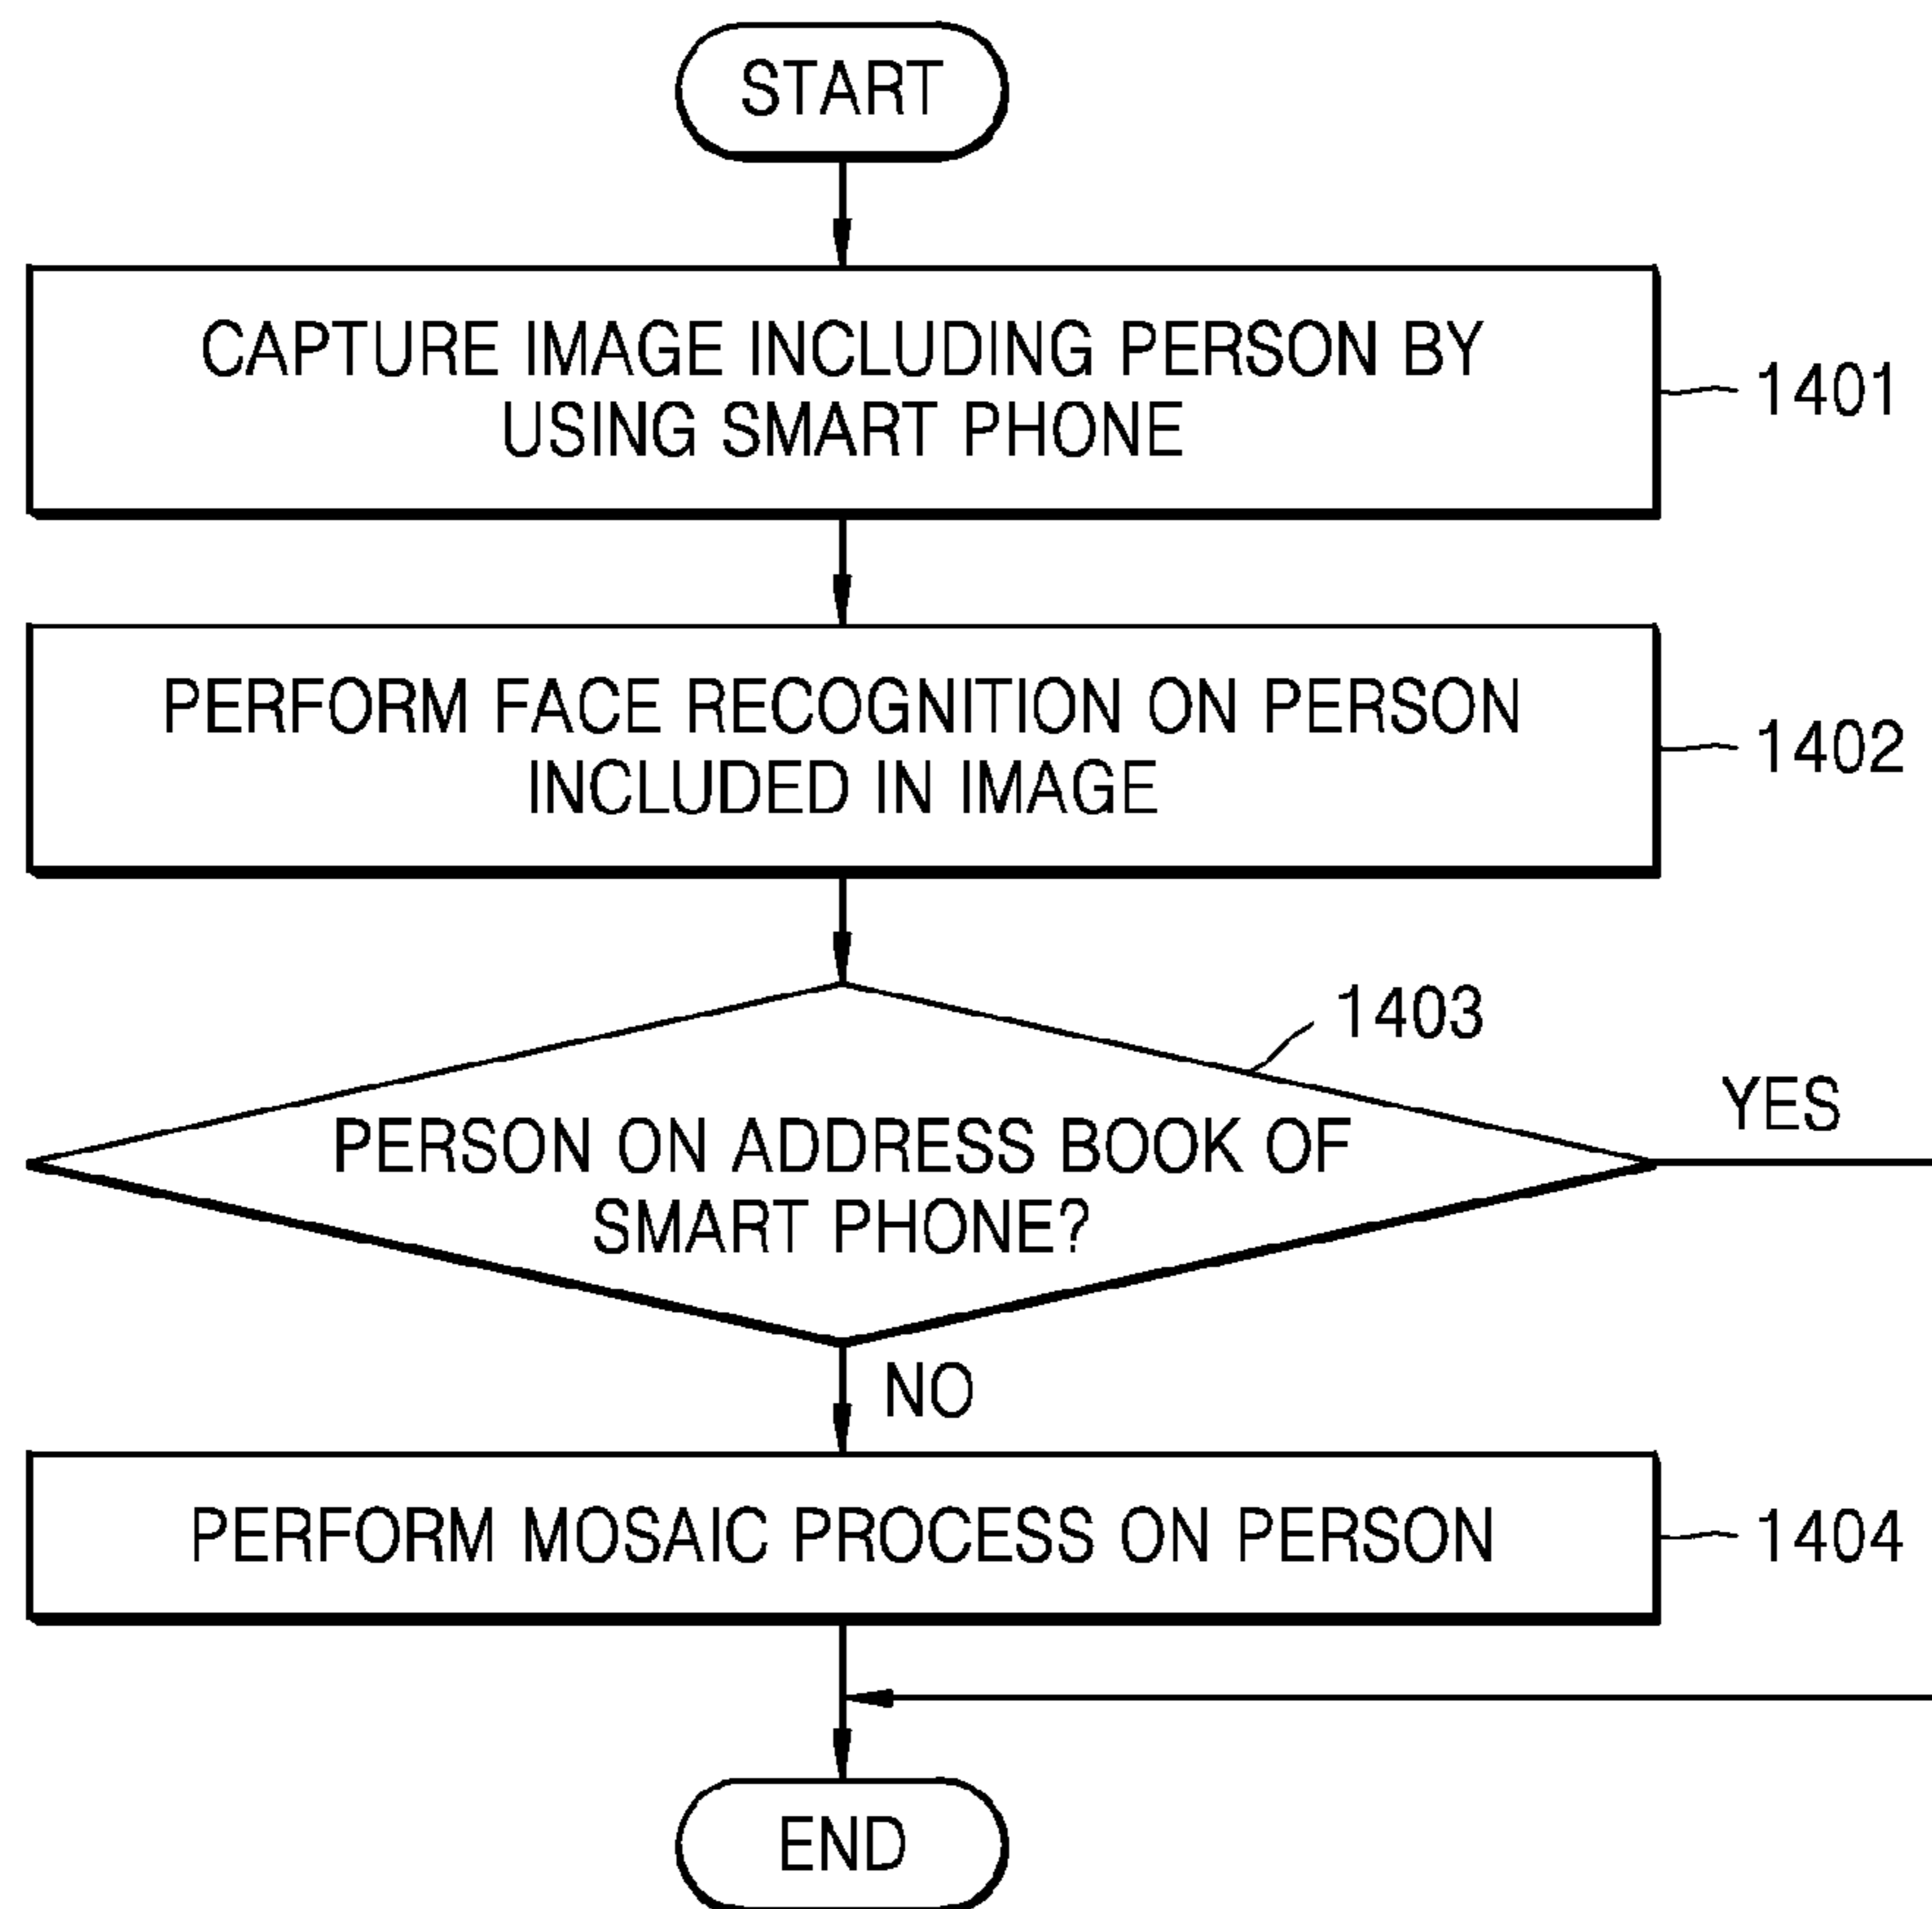 START
CAPTURE IMAGE INCLUDING PERSON BY
USING SMART PHONE
1401
PERFORM FACE RECOGNITION ON PERSON
INCLUDED IN IMAGE
1402
1403
PERSON ON ADDRESS BOOK OF
SMART PHONE?
YES
NO
PERFORM MOSAIC PROCESS ON PERSON
1404
END